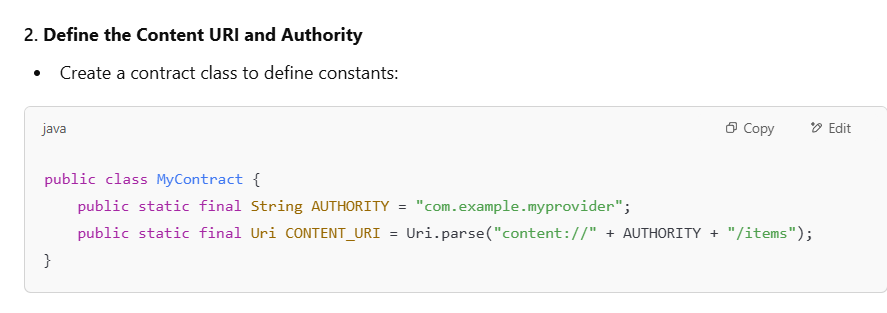 2. Define the Content URI and Authority
• Create a contract class to define constants:
java
Copy
Edit
public class MyContract {
    public static final String AUTHORITY = "com.example.myprovider";
    public static final Uri CONTENT_URI = Uri.parse("content://" + AUTHORITY + "/items");
}